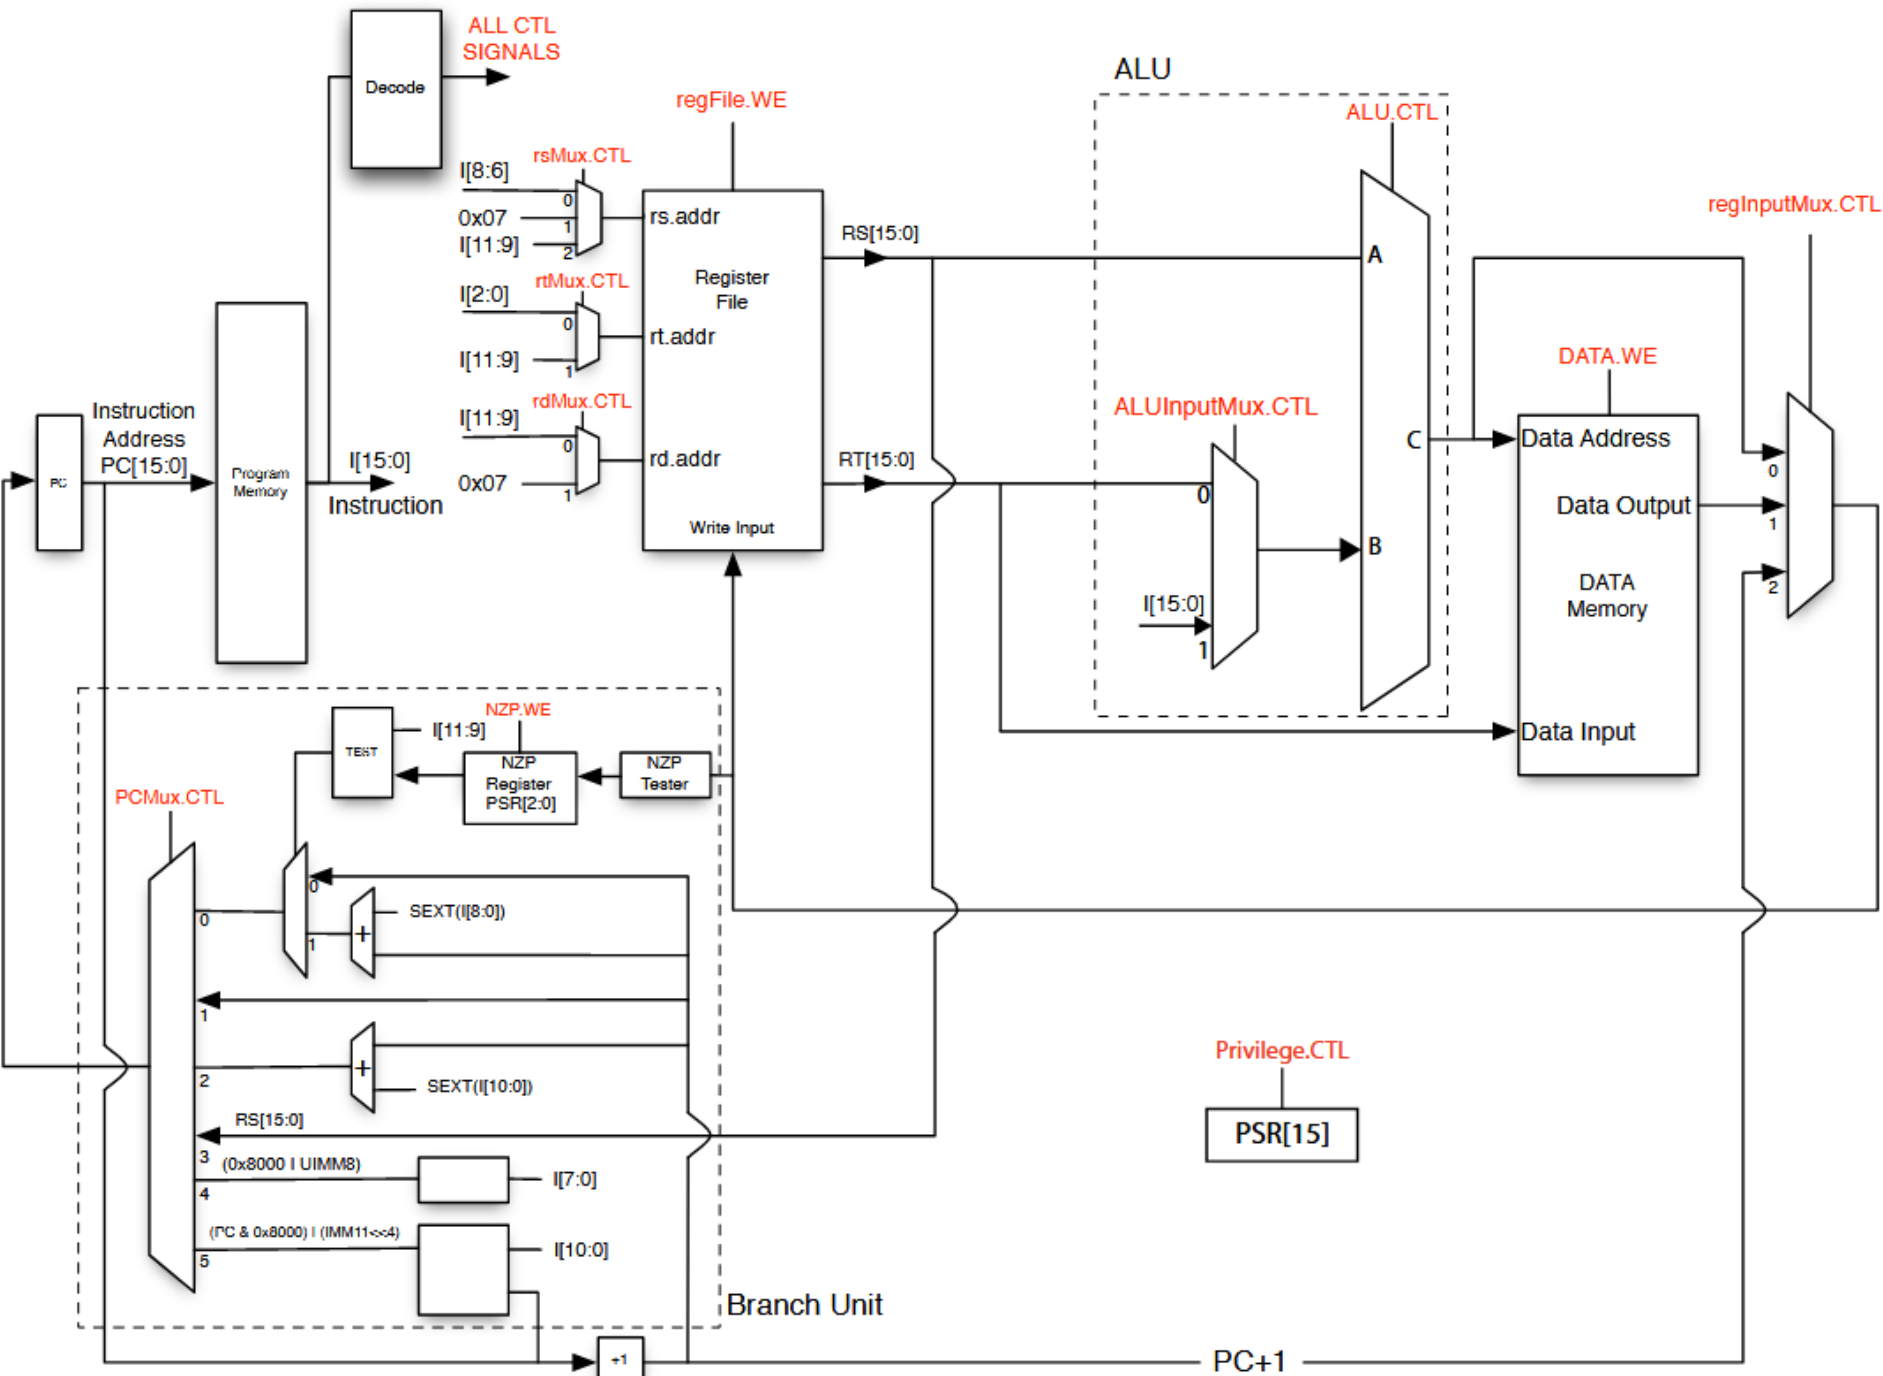 ALL CTL
SIGNALS
Decode
ALU
regFile.WE
ALU.CTL
rsMux.CTL
I[8:6]
0
0x07
1
I[11:9]
2
rs.addr
RS[15:0]
A
regInputMux.CTL
Register
File
rtMux.CTL
I[2:0]
0
rt.addr
I[11:9]
1
DATA.WE
rdMux.CTL
I[11:9]
0
rd.addr
0x07
1
Write Input
RT[15:0]
ALUInputMux.CTL
0
I[15:0]
1
B
C
Data Address
Data Output
DATA
Memory
Data Input
0
1
2
Instruction
Address
PC[15:0]
PC
Program
Memory
I[15:0]
Instruction
NZP.WE
I[11:9]
TEST
NZP
Register
PSR[2:0]
NZP
Tester
PCMux.CTL
0
0
SEXT(I[8:0])
1
+
1
2
+
SEXT(I[10:0])
RS[15:0]
3
(0x8000 | UIMM8)
4
I[7:0]
(PC & 0x8000) | (IMM11<<4)
5
I[10:0]
Branch Unit
+1
PC+1
Privilege.CTL
PSR[15]